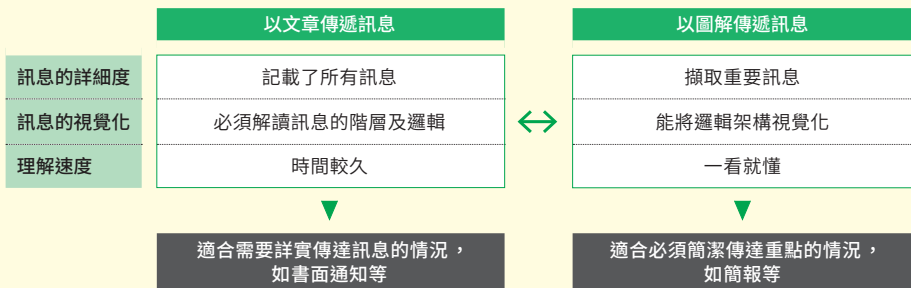 以文章傳遞訊息
以圖解傳遞訊息
訊息的詳細度
記載了所有訊息
擷取重要訊息
訊息的視覺化
必須解讀訊息的階層及邏輯
能將邏輯架構視覺化
理解速度
時間較久
一看就懂
適合需要詳實傳達訊息的情況，
如書面通知等
適合必須簡潔傳達重點的情況，
如簡報等